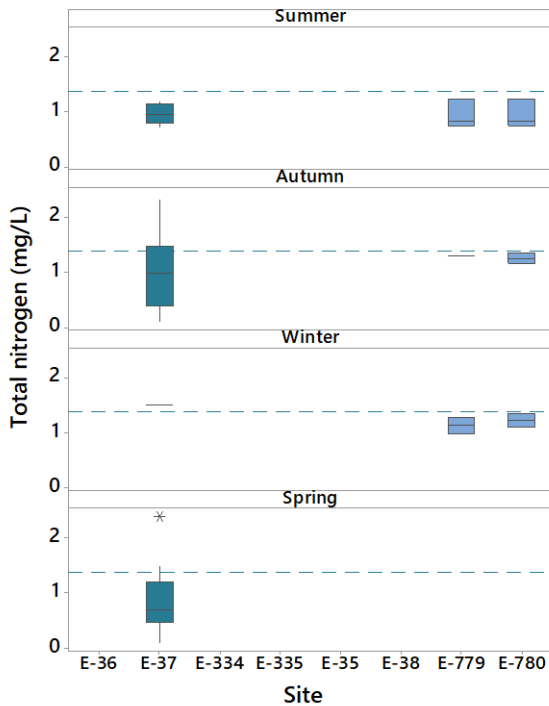 Summer
2
1
0
Autumn
2
1
0
Winter
2
1
0
Spring
2
1
0
Total nitrogen (mg/L)
E-36 E-37 E-334 E-335 E-35 E-38 E-779 E-780
Site